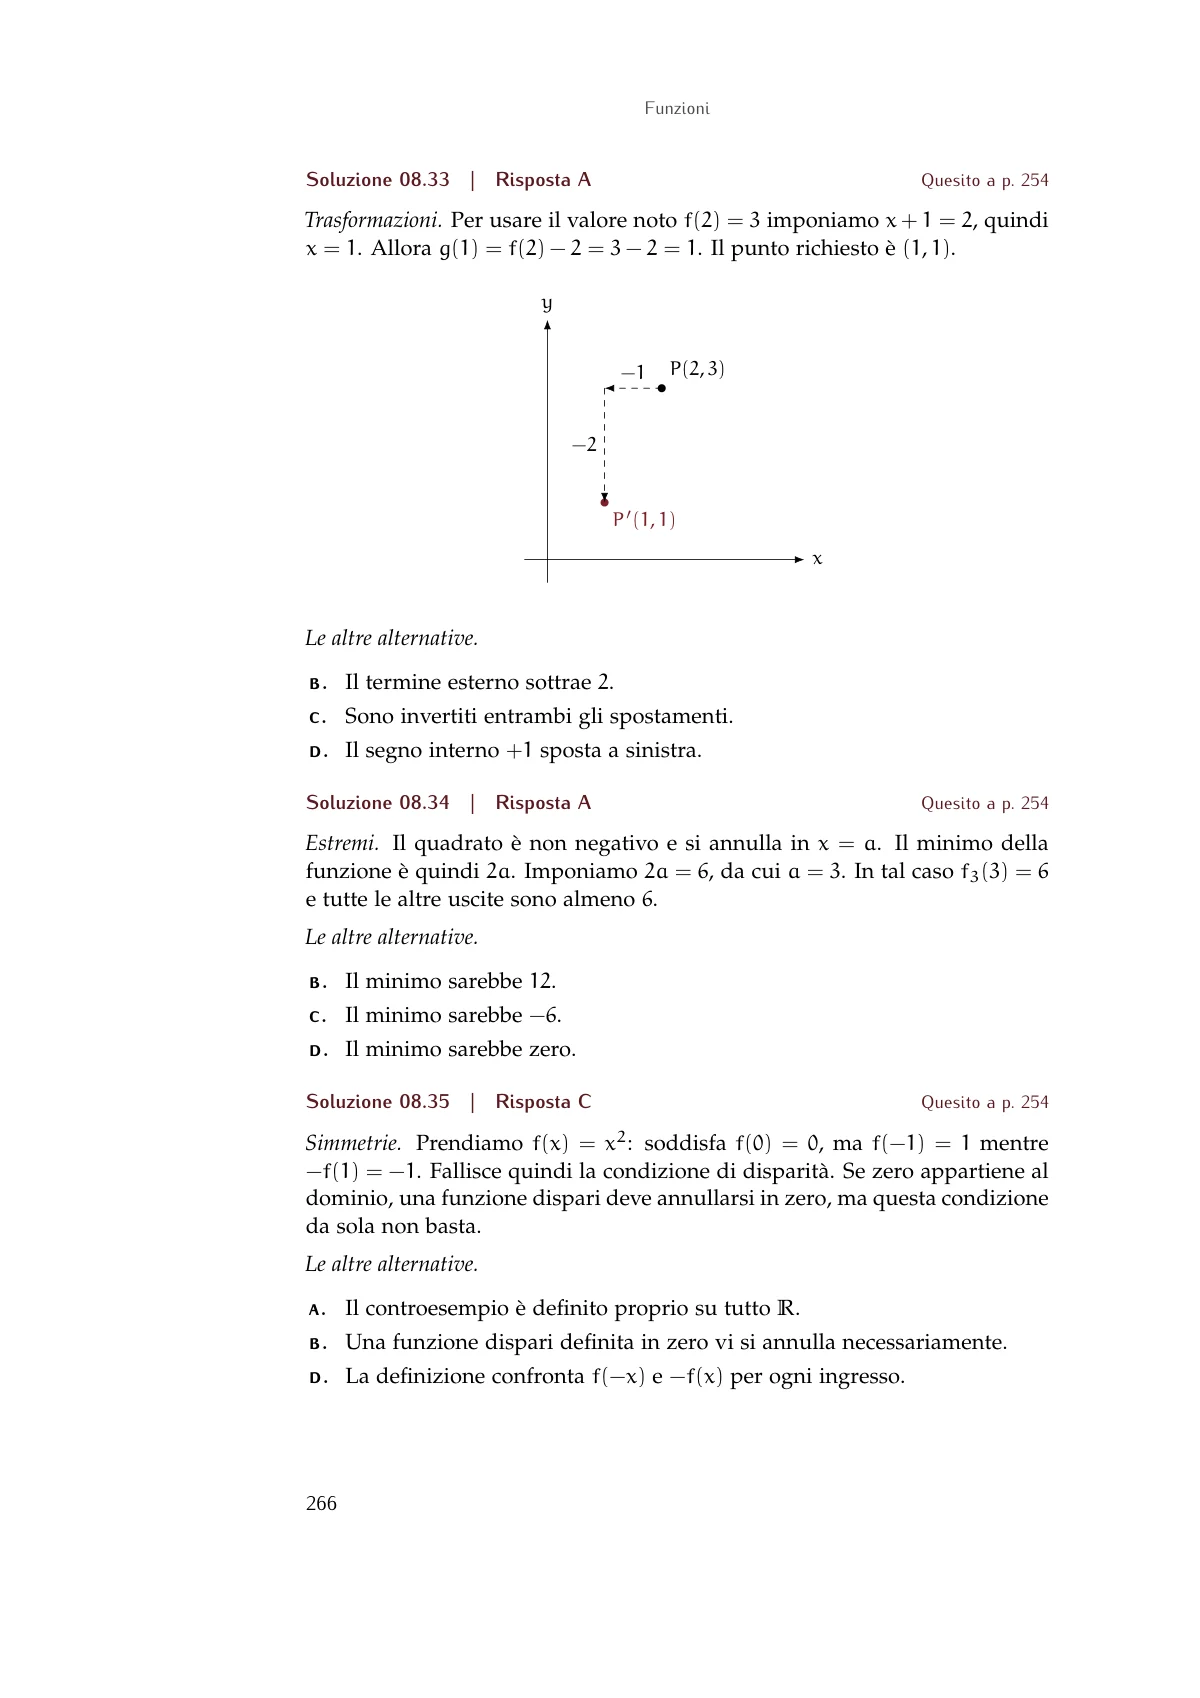 Funzioni
Soluzione 08.33 | Risposta A Quesito a p. 254
Trasformazioni. Per usare il valore noto f(2) = 3 imponiamo x + 1 = 2, quindi
x = 1. Allora g(1) = f(2) − 2 = 3 − 2 = 1. Il punto richiesto è (1, 1).
y
−1 P(2, 3)
−2
P′(1, 1)
x
Le altre alternative.
B. Il termine esterno sottrae 2.
C. Sono invertiti entrambi gli spostamenti.
D. Il segno interno +1 sposta a sinistra.
Soluzione 08.34 | Risposta A Quesito a p. 254
Estremi. Il quadrato è non negativo e si annulla in x = a. Il minimo della
funzione è quindi 2a. Imponiamo 2a = 6, da cui a = 3. In tal caso f₃(3) = 6
e tutte le altre uscite sono almeno 6.
Le altre alternative.
B. Il minimo sarebbe 12.
C. Il minimo sarebbe −6.
D. Il minimo sarebbe zero.
Soluzione 08.35 | Risposta C Quesito a p. 254
Simmetrie. Prendiamo f(x) = x²: soddisfa f(0) = 0, ma f(−1) = 1 mentre
−f(1) = −1. Fallisce quindi la condizione di disparità. Se zero appartiene al
dominio, una funzione dispari deve annullarsi in zero, ma questa condizione
da sola non basta.
Le altre alternative.
A. Il controesempio è definito proprio su tutto ℝ.
B. Una funzione dispari definita in zero vi si annulla necessariamente.
D. La definizione confronta f(−x) e −f(x) per ogni ingresso.
266